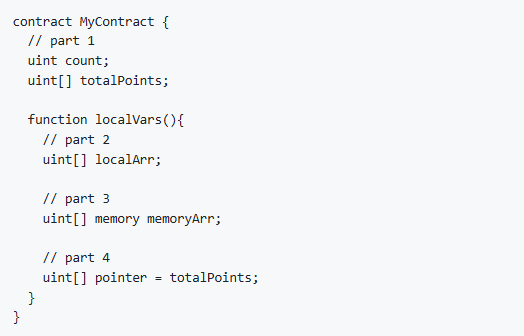 contract MyContract {
  // part 1
  uint count;
  uint[] totalPoints;

  function localVars(){
    // part 2
    uint[] localArr;

    // part 3
    uint[] memory memoryArr;

    // part 4
    uint[] pointer = totalPoints;
  }
}